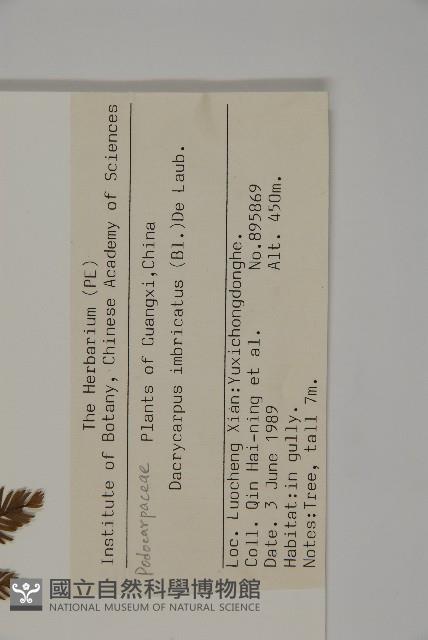 The Herbarium (PE)
Institute of Botany, Chinese Academy of Sciences
Podocarpaceae Plants of Guangxi,China
Dacrycarpus imbricatus (Bl.)De Laub.
Loc. Luocheng Xian:Yuxichongdonghe.
Coll. Qin Hai-ning et al. No.895869
Date. 3 June 1989 Alt. 450m.
Habitat:in gully.
Notes:Tree, tall 7m.
國立自然科學博物館
NATIONAL MUSEUM OF NATURAL SCIENCE